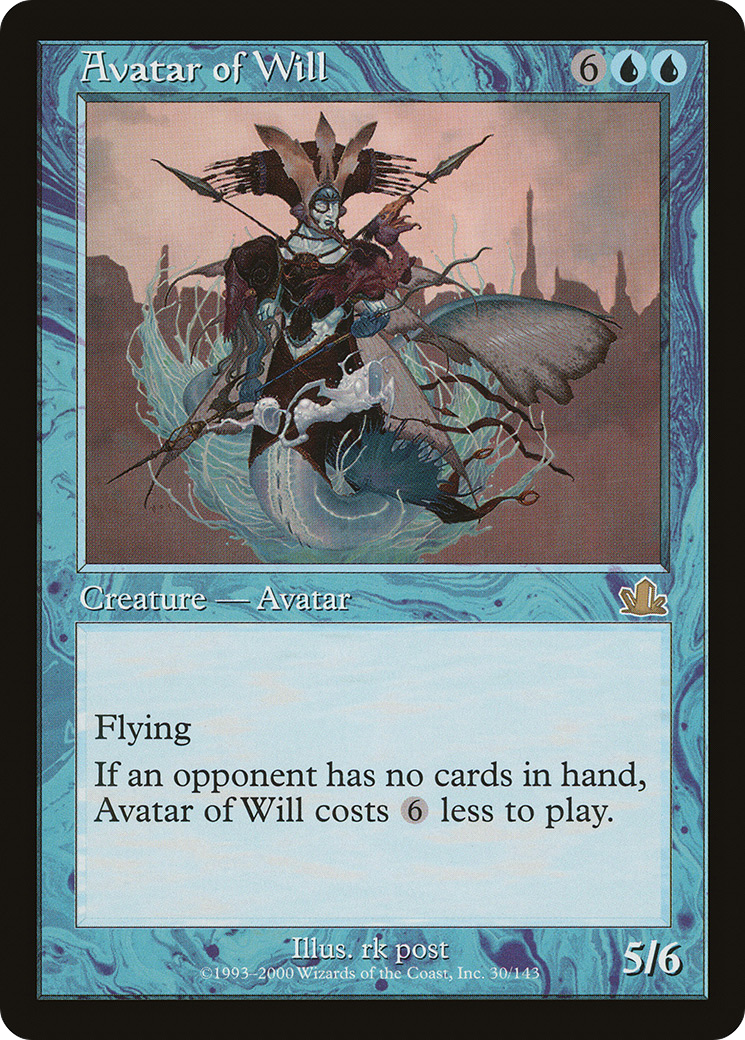 Avatar of Will 6
Creature — Avatar
Flying
If an opponent has no cards in hand,
Avatar of Will costs 6 less to play.
Illus. rk post
©1993–2000 Wizards of the Coast, Inc. 30/143
5/6